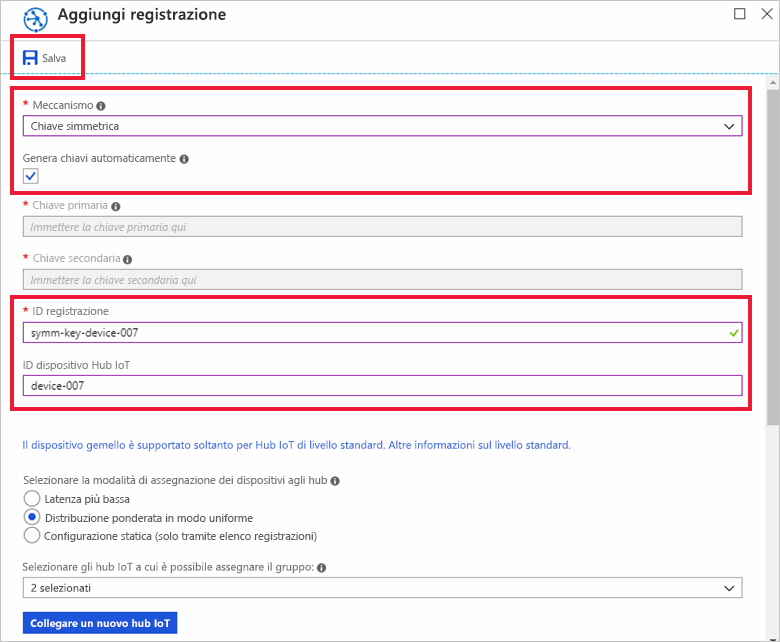 Aggiungi registrazione
Salva
* Meccanismo
Chiave simmetrica
Genera chiavi automaticamente
* Chiave primaria
Immettere la chiave primaria qui
* Chiave secondaria
Immettere la chiave secondaria qui
* ID registrazione
symm-key-device-007
ID dispositivo Hub IoT
device-007
Il dispositivo gemello è supportato soltanto per Hub IoT di livello standard. Altre informazioni sul livello standard.
Selezionare la modalità di assegnazione dei dispositivi agli hub
Latenza più bassa
Distribuzione ponderata in modo uniforme
Configurazione statica (solo tramite elenco registrazioni)
Selezionare gli hub IoT a cui è possibile assegnare il gruppo:
2 selezionati
Collegare un nuovo hub IoT